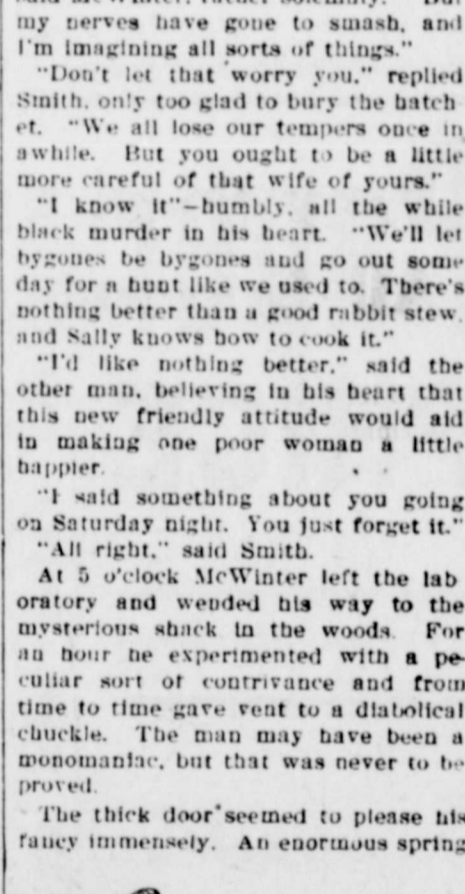 my nerves have gone to smash, and
I'm imagining all sorts of things."
"Don't let that worry you," replied
Smith, only too glad to bury the hatch
et. "We all lose our tempers once in
awhile. But you ought to be a little
more careful of that wife of yours."
"I know it"—humbly, all the while
black murder in his heart. "We'll let
bygones be bygones and go out some
day for a hunt like we used to. There's
nothing better than a good rabbit stew,
and Sally knows how to cook it."
"I'd like nothing better," said the
other man, believing in his heart that
this new friendly attitude would aid
in making one poor woman a little
happier.
"I said something about you going
on Saturday night. You just forget it."
"All right," said Smith.
At 5 o'clock McWinter left the lab
oratory and wended his way to the
mysterious shack in the woods. For
an hour he experimented with a pe-
culiar sort of contrivance and from
time to time gave vent to a diabolical
chuckle. The man may have been a
monomaniac, but that was never to be
proved.
The thick door seemed to please his
fancy immensely. An enormous spring